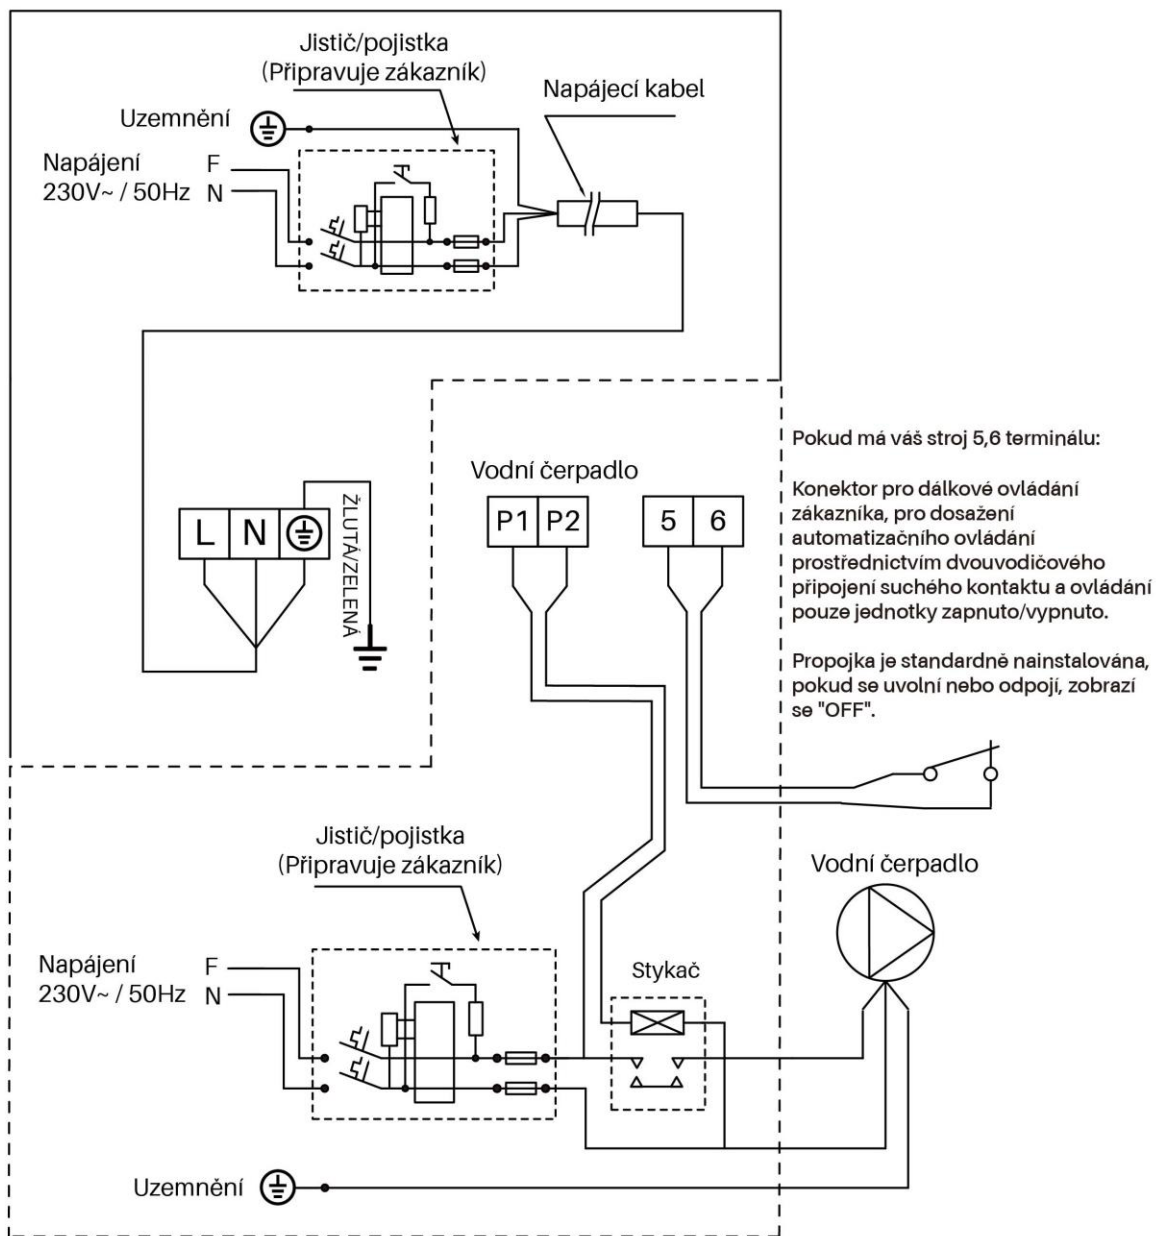 Jistič/pojistka
(Připravuje zákazník)
Napájecí kabel
Uzemnění
Napájení F
230V~ / 50Hz N
Pokud má váš stroj 5,6 terminálu:
Vodní čerpadlo
Konektor pro dálkové ovládání
zákazníka, pro dosažení
automatizačního ovládání
prostřednictvím dvouvodičového
připojení suchého kontaktu a ovládání
pouze jednotky zapnuto/vypnuto.
P1 P2 5 6
L N
ŽLUTÁ/ZELENÁ
Propojka je standardně nainstalována,
pokud se uvolní nebo odpojí, zobrazí
se "OFF".
Jistič/pojistka
(Připravuje zákazník)
Vodní čerpadlo
Napájení F
230V~ / 50Hz N
Stykač
Uzemnění